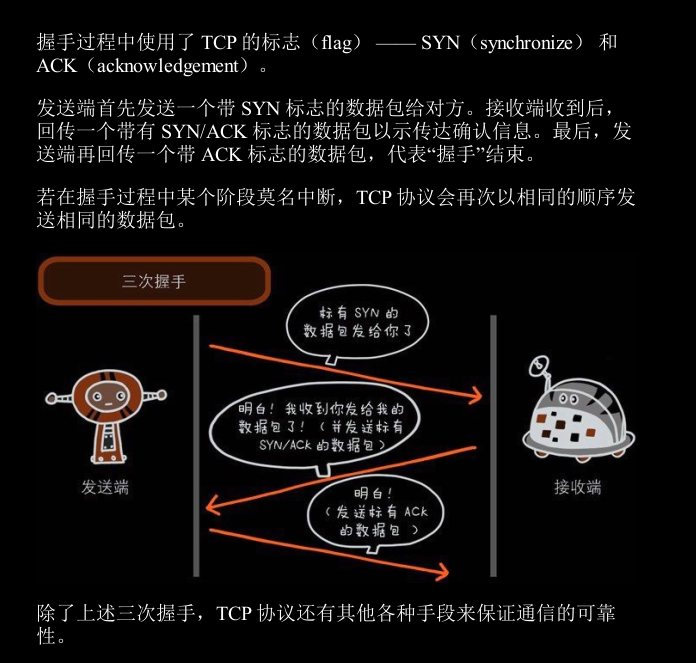 握手过程中使用了 TCP 的标志（flag） —— SYN（synchronize） 和
ACK（acknowledgement）。
发送端首先发送一个带 SYN 标志的数据包给对方。接收端收到后，
回传一个带有 SYN/ACK 标志的数据包以示传达确认信息。最后，发
送端再回传一个带 ACK 标志的数据包，代表“握手”结束。
若在握手过程中某个阶段莫名中断，TCP 协议会再次以相同的顺序发
送相同的数据包。
三次握手
标有 SYN 的
数据包发给你了
明白！我收到你发给我的
数据包了！（并发送标有
SYN/ACK 的数据包）
发送端
接收端
明白！
（发送标有 ACK
的数据包）
除了上述三次握手，TCP 协议还有其他各种手段来保证通信的可靠
性。